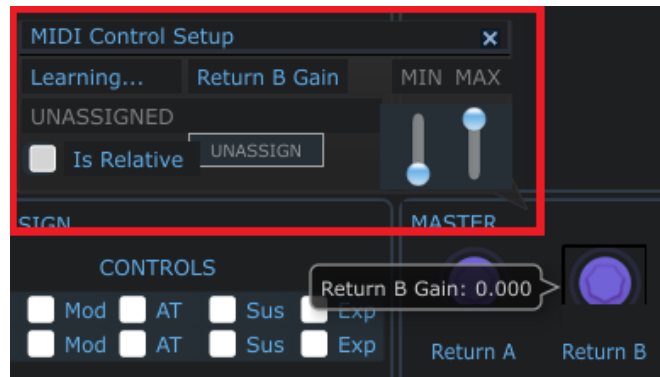 MIDI Control Setup
Learning... Return B Gain MIN MAX
UNASSIGNED
Is Relative UNASSIGN
SIGN MASTER
CONTROLS
Return B Gain: 0.000
Mod AT Sus Exp
Mod AT Sus Exp
Return A Return B